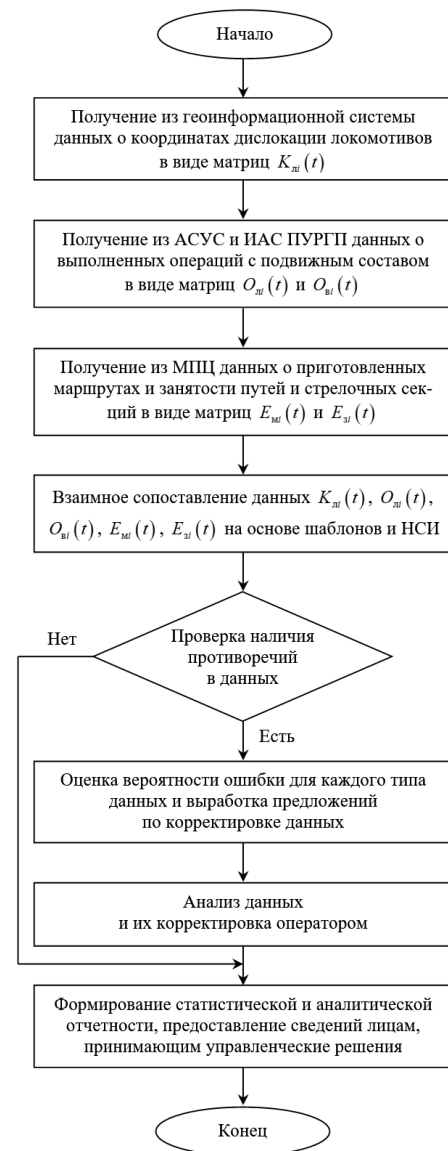 Начало
Получение из геоинформационной системы
данных о координатах дислокации локомотивов
в виде матриц K_лi(t)
Получение из АСУС и ИАС ПУРГП данных о
выполненных операций с подвижным составом
в виде матриц O_лi(t) и O_вi(t)
Получение из МПЦ данных о приготовленных
маршрутах и занятости путей и стрелочных сек-
ций в виде матриц E_мi(t) и E_зi(t)
Взаимное сопоставление данных K_лi(t), O_лi(t),
O_вi(t), E_мi(t), E_зi(t) на основе шаблонов и НСИ
Нет
Проверка наличия
противоречий
в данных
Есть
Оценка вероятности ошибки для каждого типа
данных и выработка предложений
по корректировке данных
Анализ данных
и их корректировка оператором
Формирование статистической и аналитической
отчетности, предоставление сведений лицам,
принимающим управленческие решения
Конец